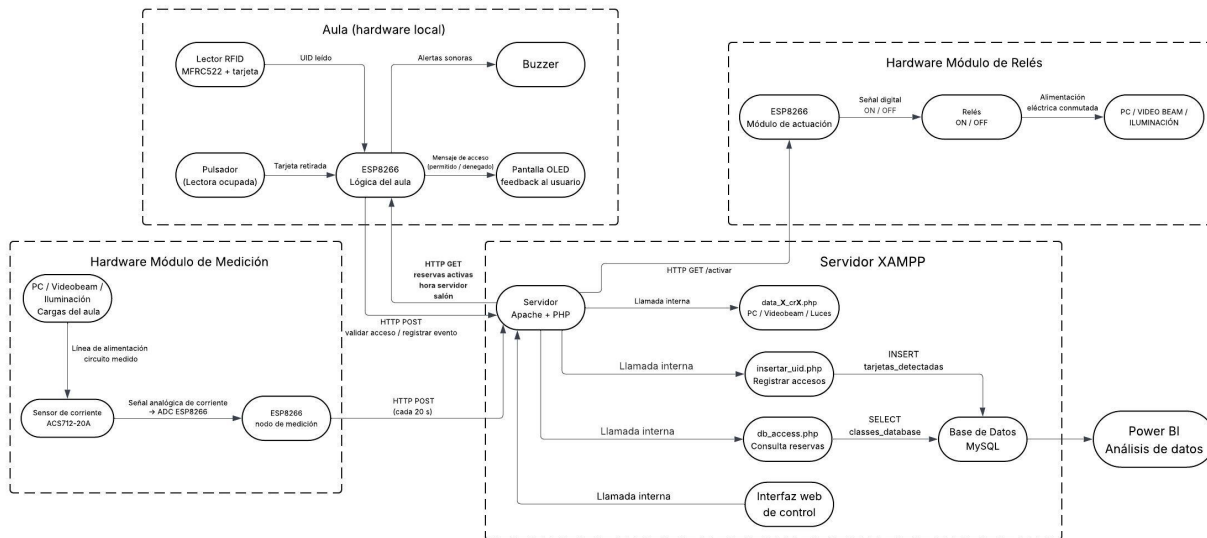 Aula (hardware local)
Lector RFID
MFRC522 + tarjeta
UID leído
Alertas sonoras
Buzzer
Pulsador
(Lectora ocupada)
Tarjeta retirada
ESP8266
Lógica del aula
Mensaje de acceso
(permitido / denegado)
Pantalla OLED
feedback al usuario
Hardware Módulo de Relés
ESP8266
Módulo de actuación
Señal digital
ON / OFF
Relés
ON / OFF
Alimentación
eléctrica conmutada
PC / VIDEO BEAM /
ILUMINACIÓN
Hardware Módulo de Medición
PC / Videobeam /
Iluminación
Cargas del aula
Línea de alimentación
circuito medido
Sensor de corriente
ACS712-20A
Señal analógica de corriente
→ ADC ESP8266
ESP8266
nodo de medición
HTTP POST
(cada 20 s)
HTTP GET
reservas activas
hora servidor
salón
HTTP POST
validar acceso / registrar evento
Servidor XAMPP
HTTP GET /activar
Servidor
Apache + PHP
Llamada interna
data_X_crX.php
PC / Videobeam / Luces
Llamada interna
insertar_uid.php
Registrar accesos
INSERT
tarjetas_detectadas
Llamada interna
db_access.php
Consulta reservas
SELECT
classes_database
Base de Datos
MySQL
Llamada interna
Interfaz web
de control
Power BI
Análisis de datos